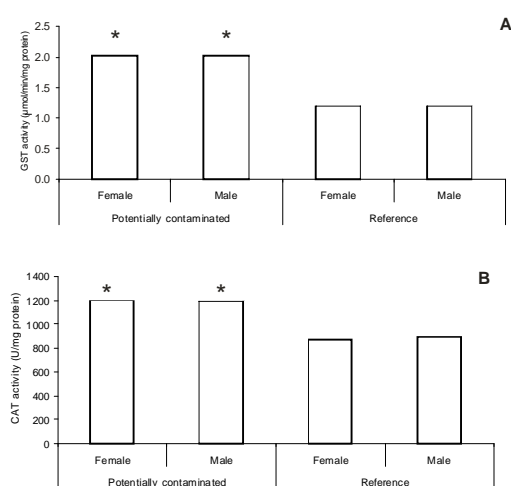 A
GST activity (µmol/min/mg protein)
2.5
2.0
1.5
1.0
0.5
0.0
* *
Female Male Female Male
Potentially contaminated Reference
B
CAT activity (U/mg protein)
1400
1200
1000
800
600
400
200
0
* *
Female Male Female Male
Potentially contaminated Reference